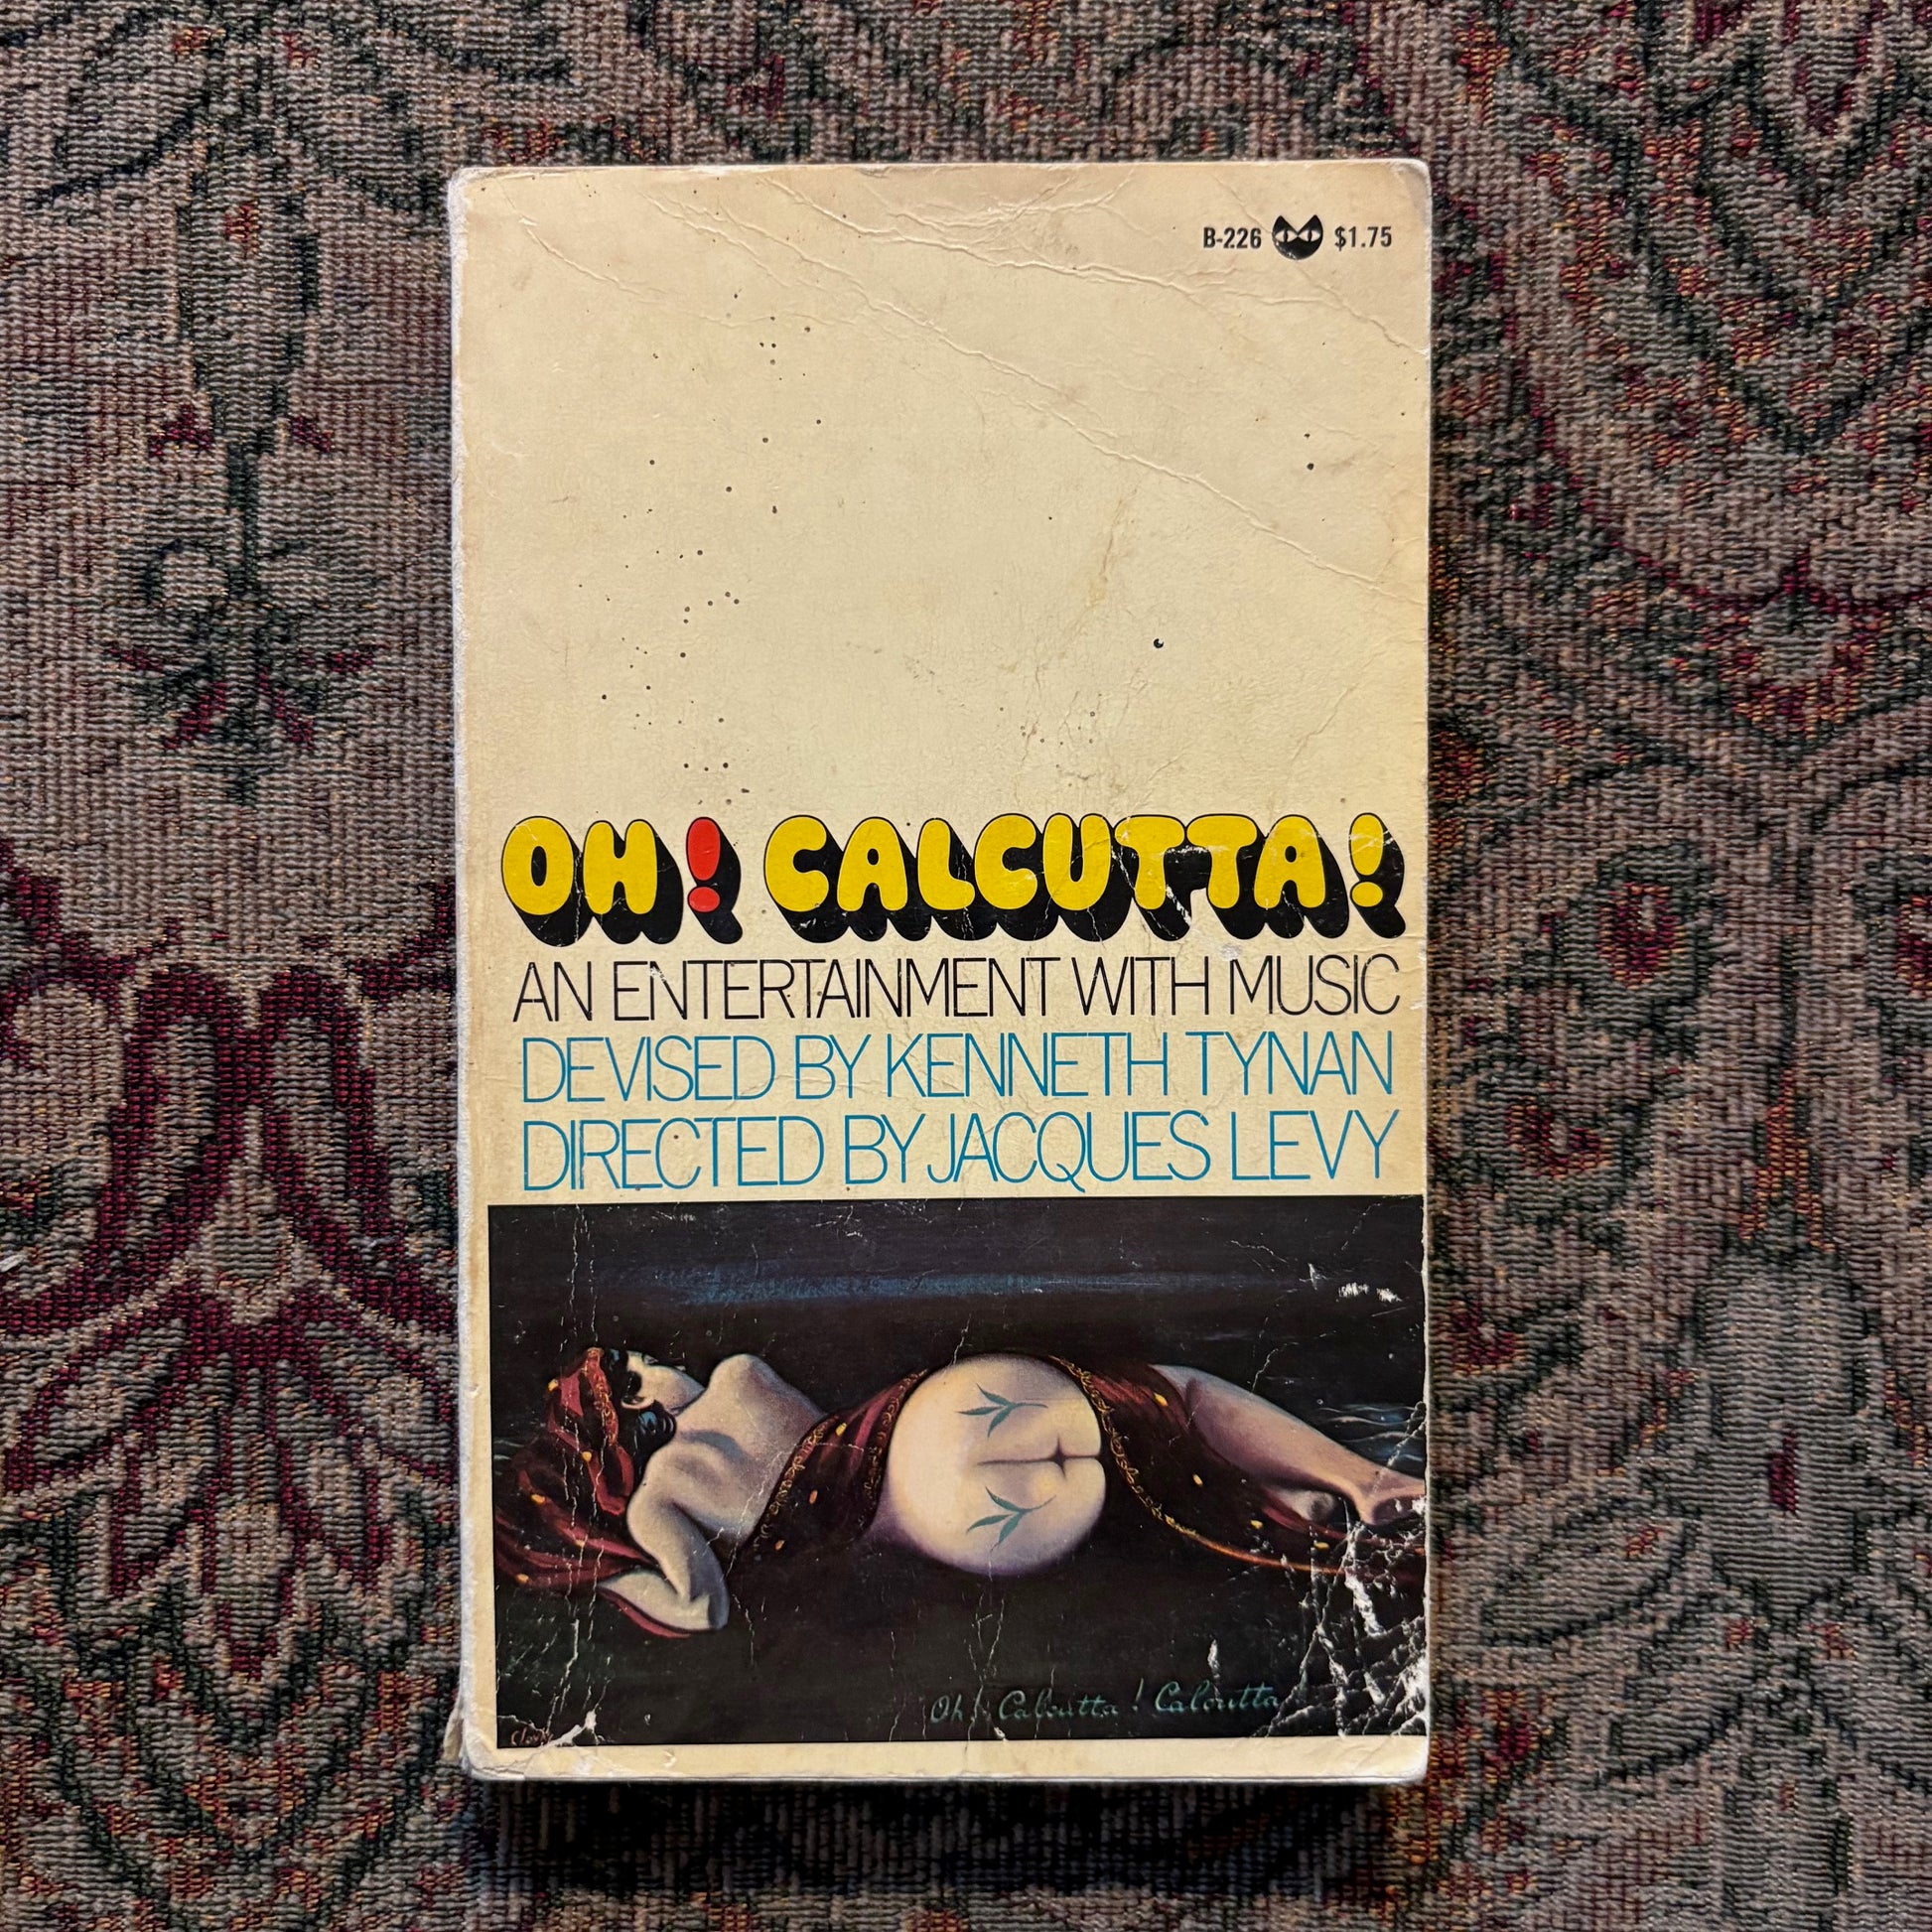 B-226 $1.75
OH! CALCUTTA!
AN ENTERTAINMENT WITH MUSIC
DEVISED BY KENNETH TYNAN
DIRECTED BY JACQUES LEVY
Oh! Calcutta! Calcutta